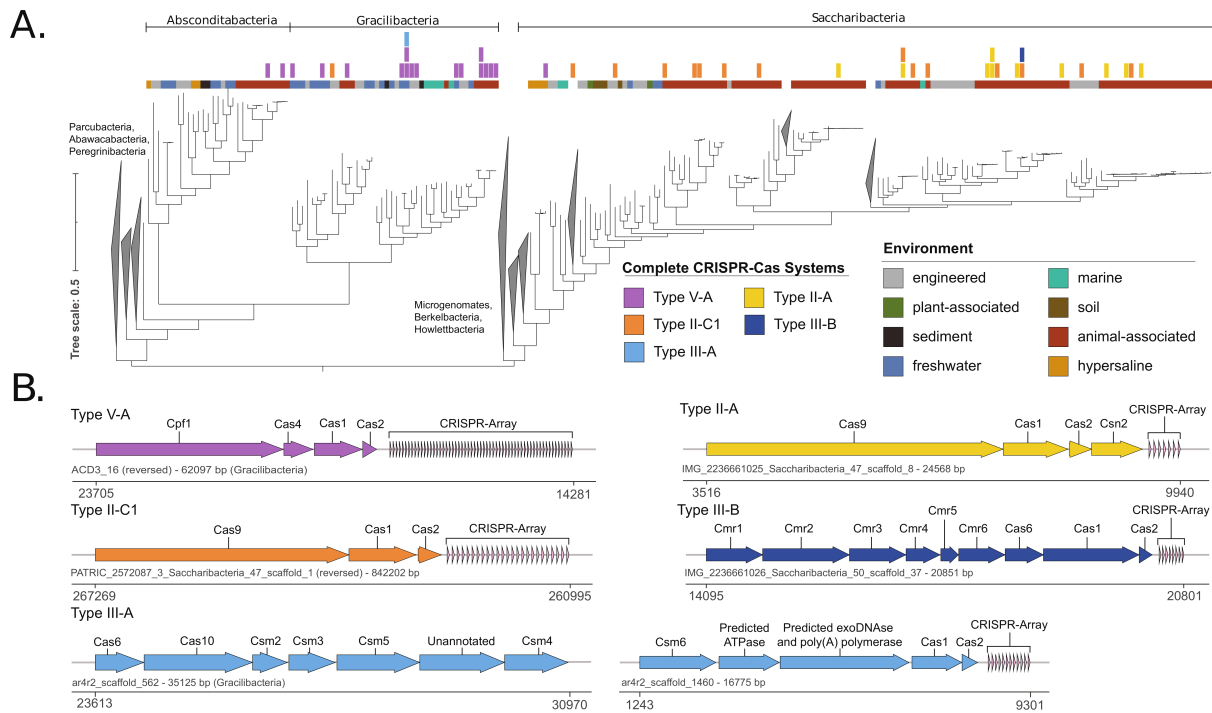 A.
Absconditabacteria
Gracilibacteria
Saccharibacteria
Parcubacteria,
Abawacabacteria,
Peregrinibacteria
Tree scale: 0.5
Microgenomates,
Berkelbacteria,
Howlettbacteria
Complete CRISPR-Cas Systems
Type V-A
Type II-A
Type II-C1
Type III-B
Type III-A
Environment
engineered
marine
plant-associated
soil
sediment
animal-associated
freshwater
hypersaline
B.
Type V-A
Cpf1
Cas4
Cas1
Cas2
CRISPR-Array
ACD3_16 (reversed) - 62097 bp (Gracilibacteria)
23705
14281
Type II-A
Cas9
Cas1
Cas2
Csn2
CRISPR-Array
IMG_2236661025_Saccharibacteria_47_scaffold_8 - 24568 bp
3516
9940
Type II-C1
Cas9
Cas1
Cas2
CRISPR-Array
PATRIC_2572087_3_Saccharibacteria_47_scaffold_1 (reversed) - 842202 bp
267269
260995
Type III-B
Cmr1
Cmr2
Cmr3
Cmr4
Cmr5
Cmr6
Cas6
Cas1
Cas2
CRISPR-Array
IMG_2236661026_Saccharibacteria_50_scaffold_37 - 20851 bp
14095
20801
Type III-A
Cas6
Cas10
Csm2
Csm3
Csm5
Unannotated
Csm4
ar4r2_scaffold_562 - 35125 bp (Gracilibacteria)
23613
30970
Csm6
Predicted
ATPase
Predicted exoDNAse
and poly(A) polymerase
Cas1
Cas2
CRISPR-Array
ar4r2_scaffold_1460 - 16775 bp
1243
9301